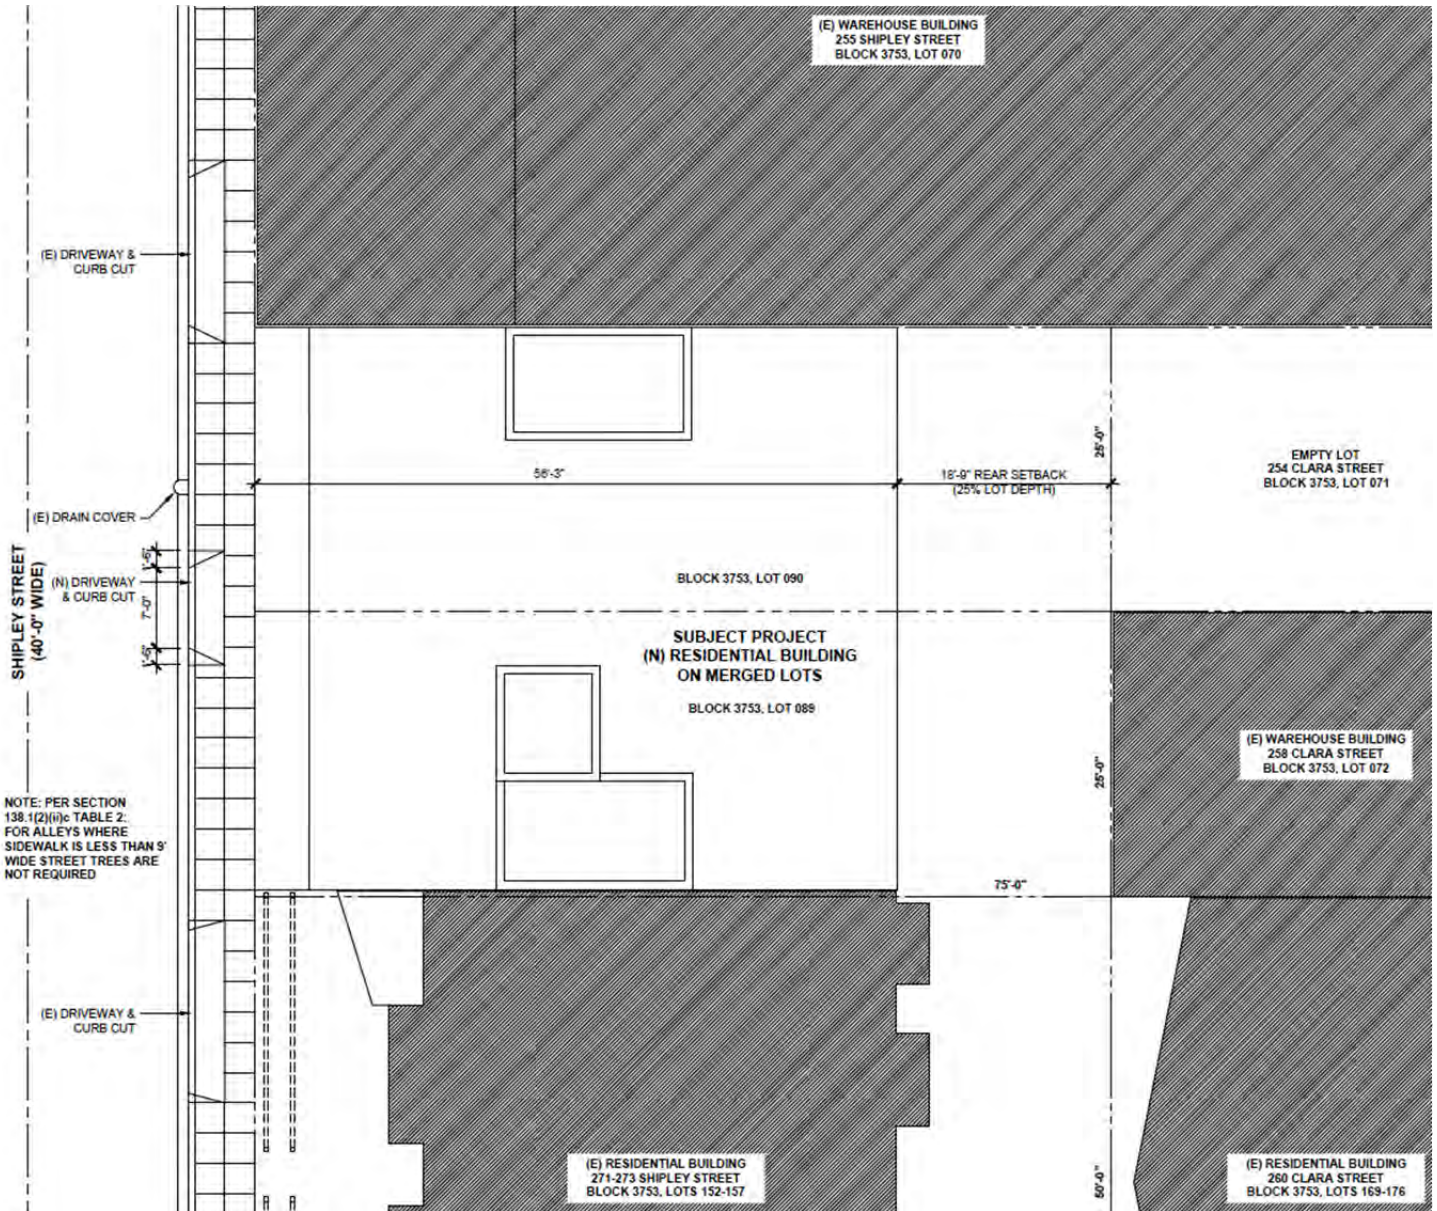 (E) WAREHOUSE BUILDING
255 SHIPLEY STREET
BLOCK 3753, LOT 070
(E) DRIVEWAY &
CURB CUT
25'-0"
EMPTY LOT
254 CLARA STREET
BLOCK 3753, LOT 071
56'-3"
18'-9" REAR SETBACK
(25% LOT DEPTH)
(E) DRAIN COVER
SHIPLEY STREET
(40'-0" WIDE)
1'-6"
(N) DRIVEWAY
& CURB CUT
7'-0"
1'-6"
BLOCK 3753, LOT 090
SUBJECT PROJECT
(N) RESIDENTIAL BUILDING
ON MERGED LOTS
BLOCK 3753, LOT 089
(E) WAREHOUSE BUILDING
258 CLARA STREET
BLOCK 3753, LOT 072
25'-0"
NOTE: PER SECTION
138.1(2)(ii)c TABLE 2:
FOR ALLEYS WHERE
SIDEWALK IS LESS THAN 9'
WIDE STREET TREES ARE
NOT REQUIRED
75'-0"
(E) DRIVEWAY &
CURB CUT
(E) RESIDENTIAL BUILDING
271-273 SHIPLEY STREET
BLOCK 3753, LOTS 152-157
50'-0"
(E) RESIDENTIAL BUILDING
260 CLARA STREET
BLOCK 3753, LOTS 169-176